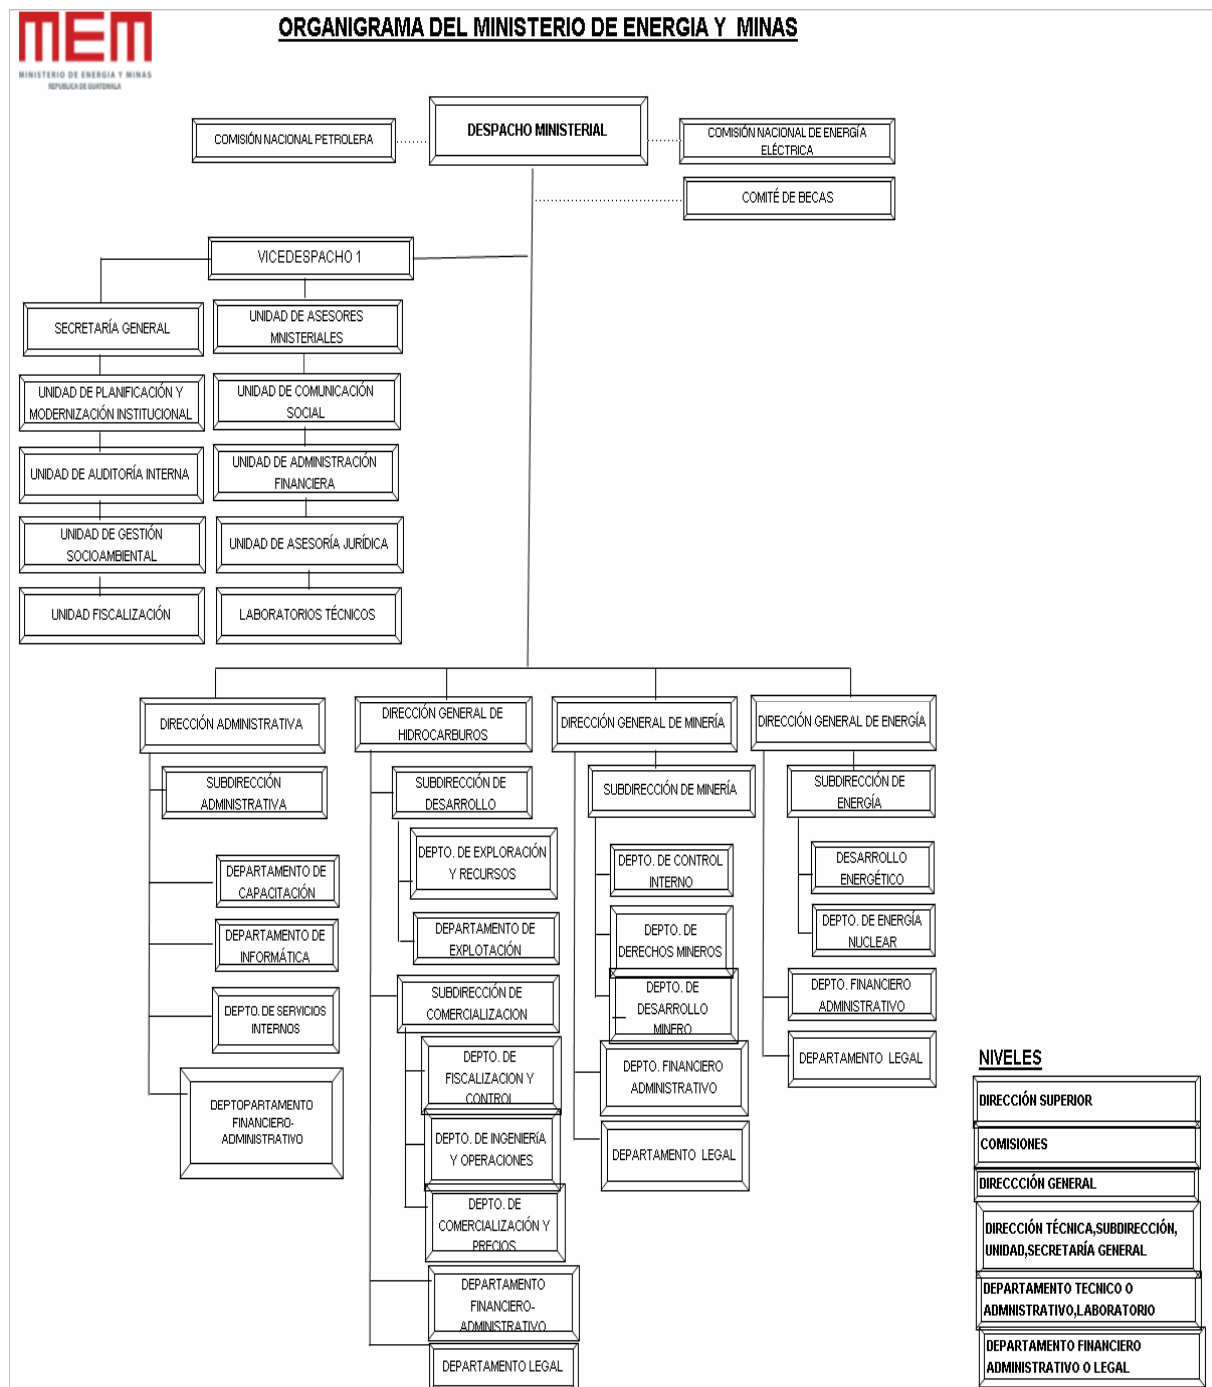 mem
MINISTERIO DE ENERGIA Y MINAS
REPUBLICA DE GUATEMALA
ORGANIGRAMA DEL MINISTERIO DE ENERGIA Y MINAS
DESPACHO MINISTERIAL
COMISIÓN NACIONAL PETROLERA
COMISIÓN NACIONAL DE ENERGÍA
ELÉCTRICA
COMITÉ DE BECAS
VICEDESPACHO 1
SECRETARÍA GENERAL
UNIDAD DE PLANIFICACIÓN Y
MODERNIZACIÓN INSTITUCIONAL
UNIDAD DE AUDITORÍA INTERNA
UNIDAD DE GESTIÓN
SOCIOAMBIENTAL
UNIDAD FISCALIZACIÓN
UNIDAD DE ASESORES
MNISTERIALES
UNIDAD DE COMUNICACIÓN
SOCIAL
UNIDAD DE ADMINISTRACIÓN
FINANCIERA
UNIDAD DE ASESORÍA JURÍDICA
LABORATORIOS TÉCNICOS
DIRECCIÓN ADMINISTRATIVA
SUBDIRECCIÓN
ADMINISTRATIVA
DEPARTAMENTO DE
CAPACITACIÓN
DEPARTAMENTO DE
INFORMÁTICA
DEPTO. DE SERVICIOS
INTERNOS
DEPTOPARTAMENTO
FINANCIERO-
ADMINISTRATIVO
DIRECCIÓN GENERAL DE
HIDROCARBUROS
SUBDIRECCIÓN DE
DESARROLLO
DEPTO. DE EXPLORACIÓN
Y RECURSOS
DEPARTAMENTO DE
EXPLOTACIÓN
SUBDIRECCIÓN DE
COMERCIALIZACION
DEPTO. DE
FISCALIZACION Y
CONTROL
DEPTO. DE INGENIERÍA
Y OPERACIONES
DEPTO. DE
COMERCIALIZACIÓN Y
PRECIOS
DEPARTAMENTO
FINANCIERO-
ADMINISTRATIVO
DEPARTAMENTO LEGAL
DIRECCIÓN GENERAL DE MINERÍA
SUBDIRECCIÓN DE MINERÍA
DEPTO. DE CONTROL
INTERNO
DEPTO. DE
DERECHOS MINEROS
DEPTO. DE
DESARROLLO
MINERO
DEPTO. FINANCIERO
ADMINISTRATIVO
DEPARTAMENTO LEGAL
DIRECCIÓN GENERAL DE ENERGÍA
SUBDIRECCIÓN DE
ENERGÍA
DESARROLLO
ENERGÉTICO
DEPTO. DE ENERGÍA
NUCLEAR
DEPTO. FINANCIERO
ADMINISTRATIVO
DEPARTAMENTO LEGAL
NIVELES
DIRECCIÓN SUPERIOR
COMISIONES
DIRECCCIÓN GENERAL
DIRECCIÓN TÉCNICA,SUBDIRECCIÓN,
UNIDAD,SECRETARÍA GENERAL
DEPARTAMENTO TECNICO O
ADMNISTRATIVO,LABORATORIO
DEPARTAMENTO FINANCIERO
ADMINISTRATIVO O LEGAL